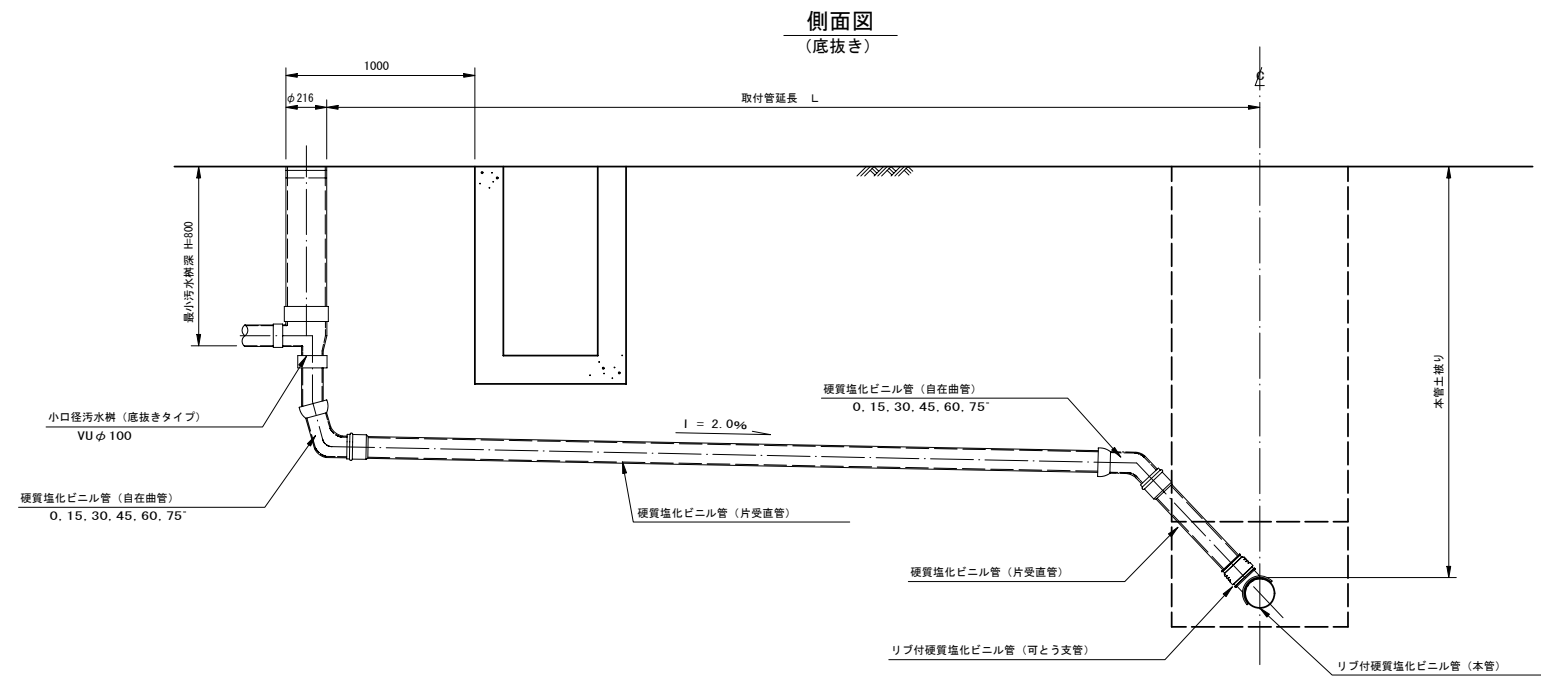 側面図
(底抜き)
1000
φ216
取付管延長 L
℄
最小汚水桝深 H=800
本管土被り
小口径汚水桝（底抜きタイプ）
VUφ100
硬質塩化ビニル管（自在曲管）
0, 15, 30, 45, 60, 75°
I = 2.0%
硬質塩化ビニル管（自在曲管）
0, 15, 30, 45, 60, 75°
硬質塩化ビニル管（片受直管）
硬質塩化ビニル管（片受直管）
リブ付硬質塩化ビニル管（可とう支管）
リブ付硬質塩化ビニル管（本管）